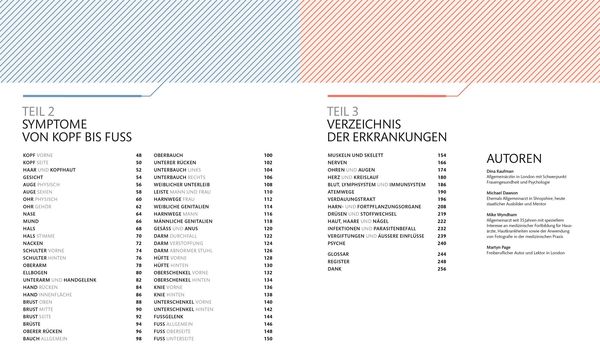 TEIL 2
SYMPTOME
VON KOPF BIS FUSS
KOPF VORNE 48
KOPF SEITE 50
HAAR UND KOPFHAUT 52
GESICHT 54
AUGE PHYSISCH 56
AUGE SEHEN 58
OHR PHYSISCH 60
OHR GEHÖR 62
NASE 64
MUND 66
HALS 68
HALS STIMME 70
NACKEN 72
SCHULTER VORNE 74
SCHULTER HINTEN 76
OBERARM 78
ELLBOGEN 80
UNTERARM UND HANDGELENK 82
HAND RÜCKEN 84
HAND INNENFLÄCHE 86
BRUST OBEN 88
BRUST MITTE 90
BRUST SEITE 92
BRÜSTE 94
OBERER RÜCKEN 96
BAUCH ALLGEMEIN 98
OBERBAUCH 100
UNTERER RÜCKEN 102
UNTERBAUCH LINKS 104
UNTERBAUCH RECHTS 106
WEIBLICHER UNTERLEIB 108
LEISTE MANN UND FRAU 110
HARNWEGE FRAU 112
WEIBLICHE GENITALIEN 114
HARNWEGE MANN 116
MÄNNLICHE GENITALIEN 118
GESÄSS UND ANUS 120
DARM DURCHFALL 122
DARM VERSTOPFUNG 124
DARM ABNORMER STUHL 126
HÜFTE VORNE 128
HÜFTE HINTEN 130
OBERSCHENKEL VORNE 132
OBERSCHENKEL HINTEN 134
KNIE VORNE 136
KNIE HINTEN 138
UNTERSCHENKEL VORNE 140
UNTERSCHENKEL HINTEN 142
FUSSGELENK 144
FUSS ALLGEMEIN 146
FUSS OBERSEITE 148
FUSS UNTERSEITE 150
TEIL 3
VERZEICHNIS
DER ERKRANKUNGEN
MUSKELN UND SKELETT 154
NERVEN 166
OHREN UND AUGEN 174
HERZ UND KREISLAUF 180
BLUT, LYMPHSYSTEM UND IMMUNSYSTEM 186
ATEMWEGE 190
VERDAUUNGSTRAKT 196
HARN- UND FORTPFLANZUNGSORGANE 208
DRÜSEN UND STOFFWECHSEL 219
HAUT, HAARE UND NÄGEL 222
INFEKTIONEN UND PARASITENBEFALL 232
VERGIFTUNGEN UND ÄUSSERE EINFLÜSSE 239
PSYCHE 240
GLOSSAR 244
REGISTER 248
DANK 256
AUTOREN
Dina Kaufman
Allgemeinärztin in London mit Schwerpunkt
Frauengesundheit und Psychologie
Michael Dawson
Ehemals Allgemeinarzt in Shropshire, heute
staatlicher Ausbilder und Mentor
Mike Wyndham
Allgemeinarzt seit 35 Jahren mit speziellem
Interesse an medizinischer Fortbildung für Haus-
ärzte, Hautkrankheiten sowie der Anwendung
von Fotografie in der medizinischen Praxis
Martyn Page
Freiberuflicher Autor und Lektor in London